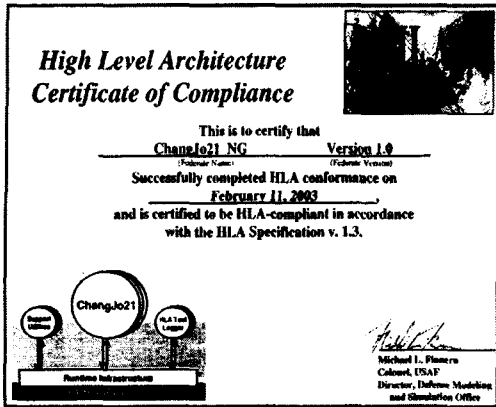 High Level Architecture
Certificate of Compliance
This is to certify that
ChangJo21 NG Version 1.0
(Federate Name) (Federate Version)
Successfully completed HLA conformance on
February 11, 2003,
and is certified to be HLA-compliant in accordance
with the HLA Specification v. 1.3.
Support
Utilities
ChangJo21
HLA Tool
Logger
Runtime Infrastructure
Michael L.
Colonel, USAF
Director, Defense Modeling
and Simulation Office